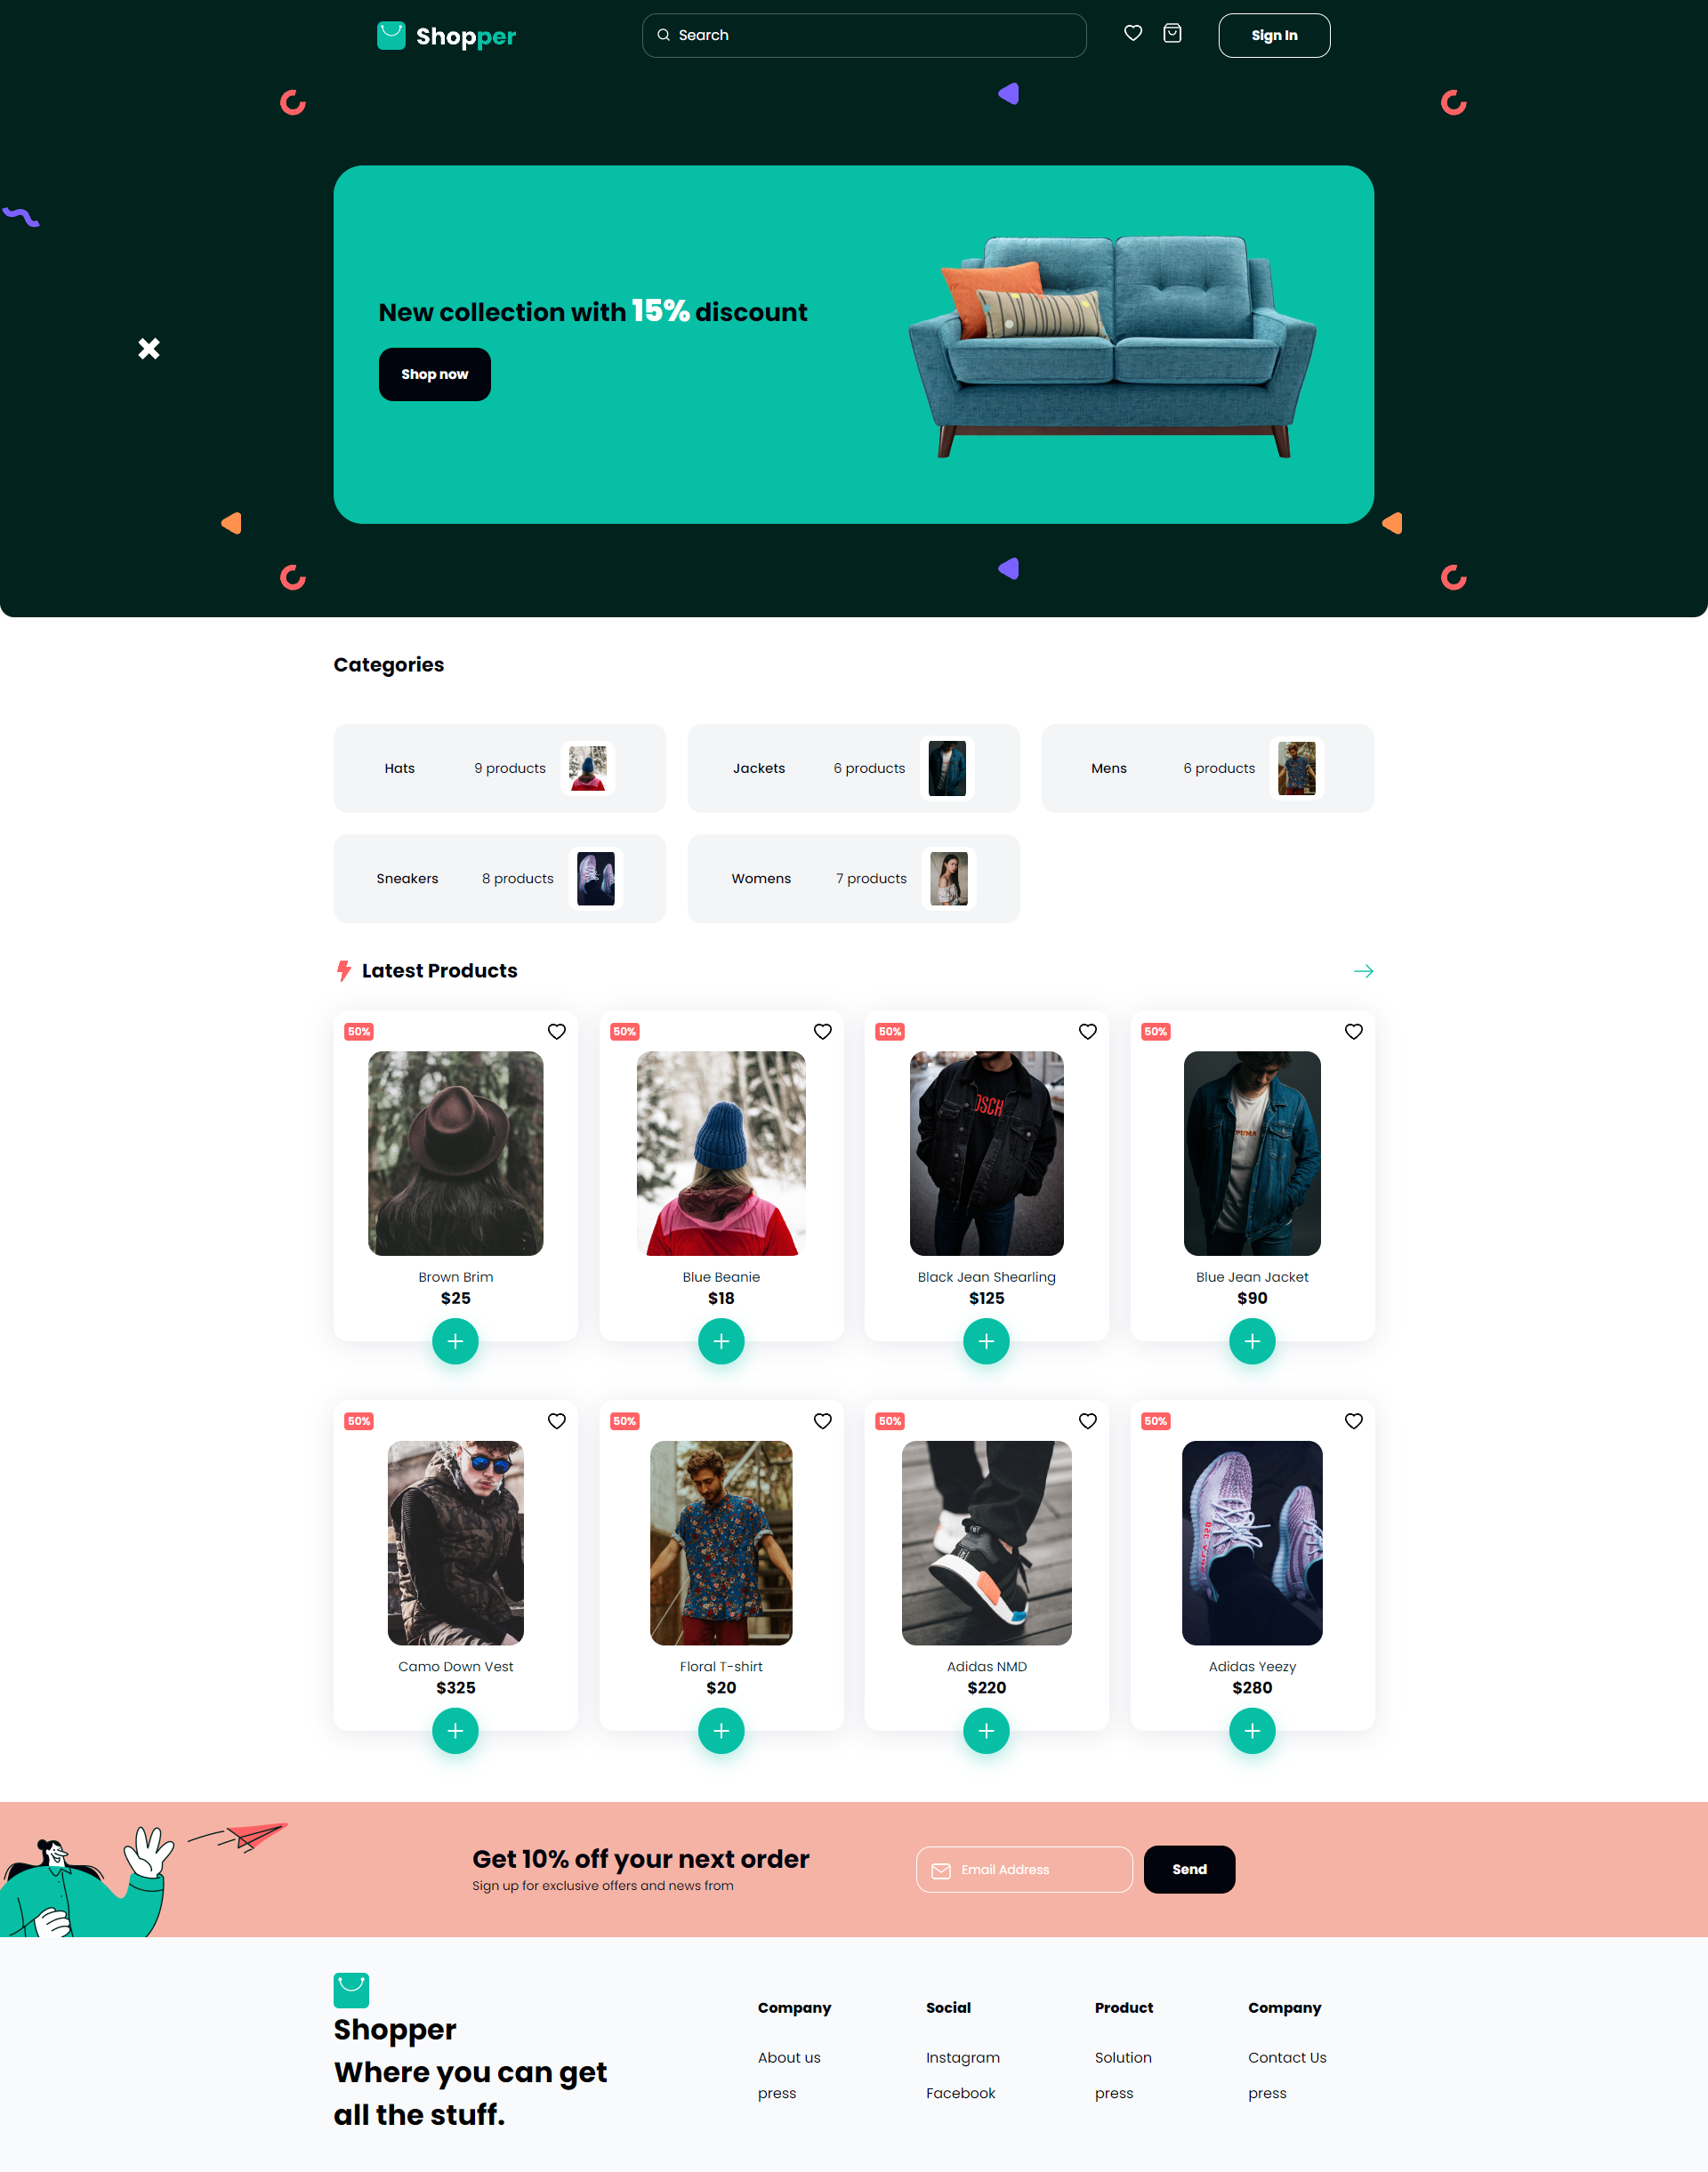 Shopper
Search
Sign In
New collection with 15% discount
Shop now
Categories
Hats 9 products
Jackets 6 products
Mens 6 products
Sneakers 8 products
Womens 7 products
Latest Products
50%
50%
50%
50%
OSCH
PUMA
Brown Brim
$25
Blue Beanie
$18
Black Jean Shearling
$125
Blue Jean Jacket
$90
50%
50%
50%
50%
Camo Down Vest
$325
Floral T-shirt
$20
Adidas NMD
$220
Adidas Yeezy
$280
Get 10% off your next order
Sign up for exclusive offers and news from
Email Address
Send
Shopper
Where you can get
all the stuff.
Company
About us
press
Social
Instagram
Facebook
Product
Solution
press
Company
Contact Us
press